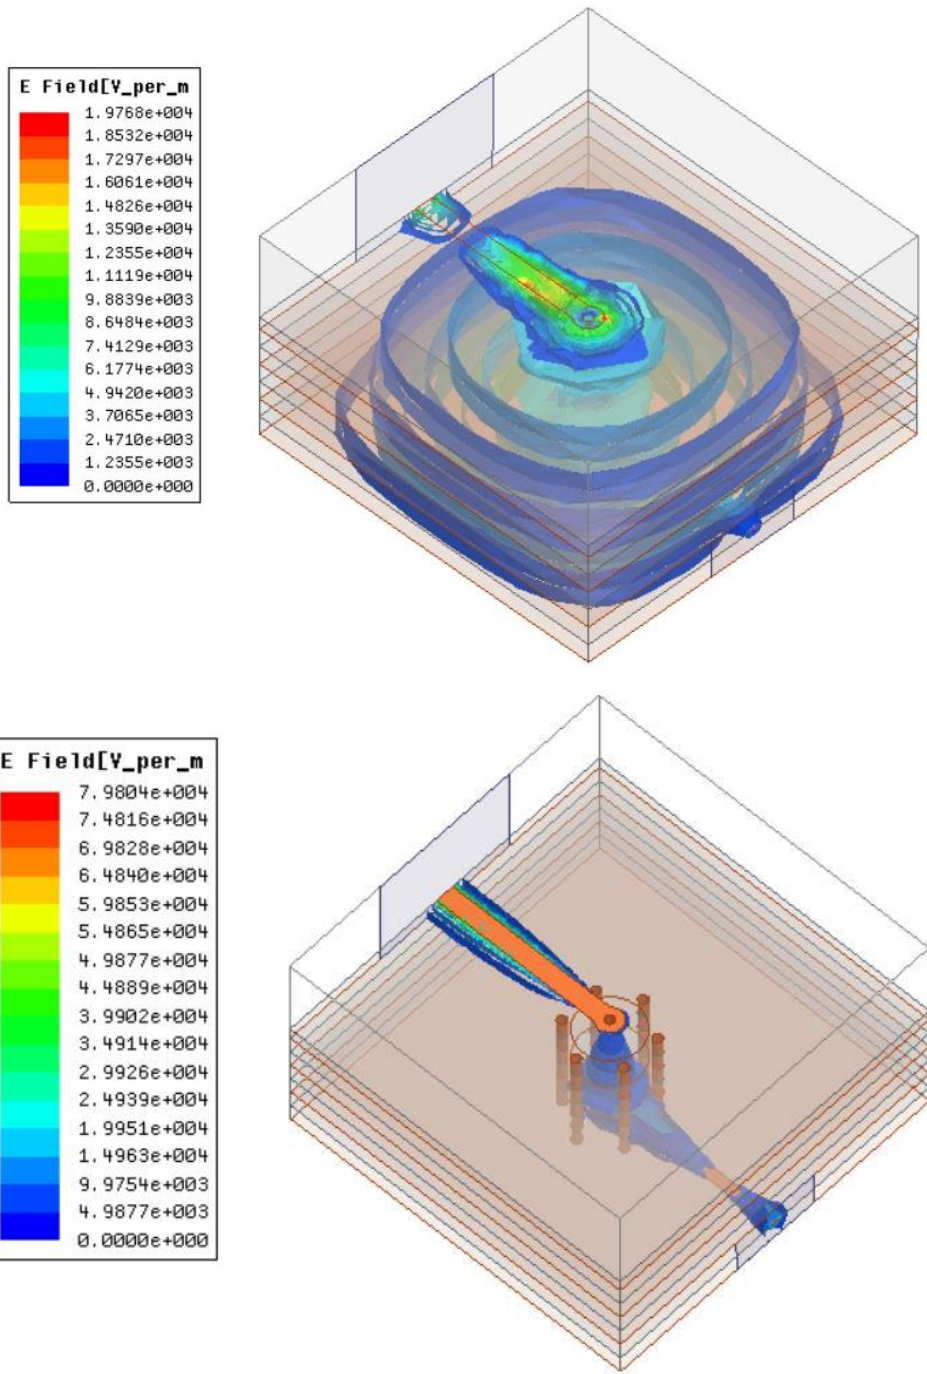 E Field[V_per_m
1.9768e+004
1.8532e+004
1.7297e+004
1.6061e+004
1.4826e+004
1.3590e+004
1.2355e+004
1.1119e+004
9.8839e+003
8.6484e+003
7.4129e+003
6.1774e+003
4.9420e+003
3.7065e+003
2.4710e+003
1.2355e+003
0.0000e+000
E Field[V_per_m
7.9804e+004
7.4816e+004
6.9828e+004
6.4840e+004
5.9853e+004
5.4865e+004
4.9877e+004
4.4889e+004
3.9902e+004
3.4914e+004
2.9926e+004
2.4939e+004
1.9951e+004
1.4963e+004
9.9754e+003
4.9877e+003
0.0000e+000